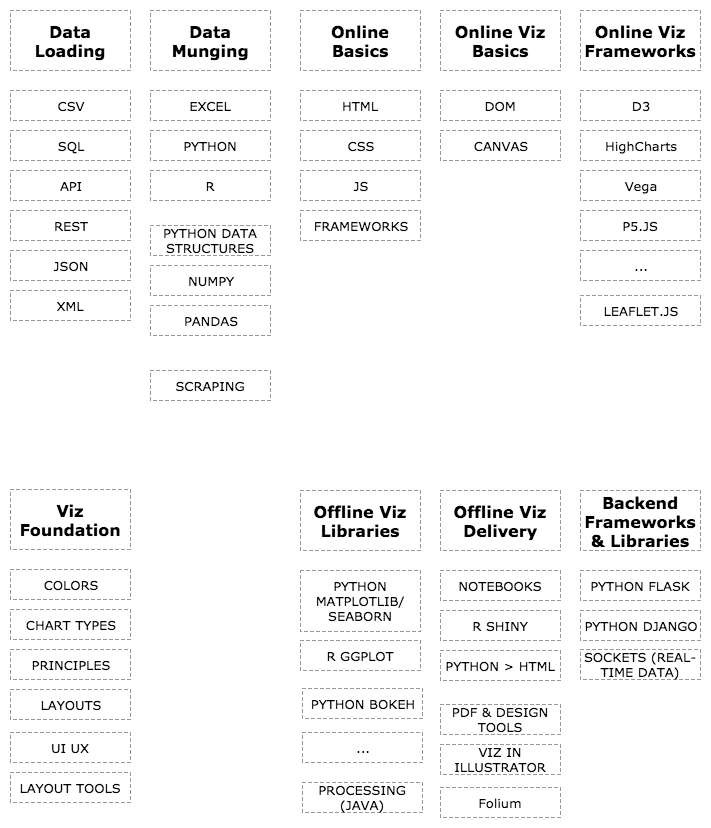 Data
Loading
CSV
SQL
API
REST
JSON
XML
Data
Munging
EXCEL
PYTHON
R
PYTHON DATA
STRUCTURES
NUMPY
PANDAS
SCRAPING
Online
Basics
HTML
CSS
JS
FRAMEWORKS
Online Viz
Basics
DOM
CANVAS
Online Viz
Frameworks
D3
HighCharts
Vega
P5.JS
...
LEAFLET.JS
Viz
Foundation
COLORS
CHART TYPES
PRINCIPLES
LAYOUTS
UI UX
LAYOUT TOOLS
Offline Viz
Libraries
PYTHON
MATPLOTLIB/
SEABORN
R GGPLOT
PYTHON BOKEH
...
PROCESSING
(JAVA)
Offline Viz
Delivery
NOTEBOOKS
R SHINY
PYTHON > HTML
PDF & DESIGN
TOOLS
VIZ IN
ILLUSTRATOR
Folium
Backend
Frameworks
& Libraries
PYTHON FLASK
PYTHON DJANGO
SOCKETS (REAL-
TIME DATA)